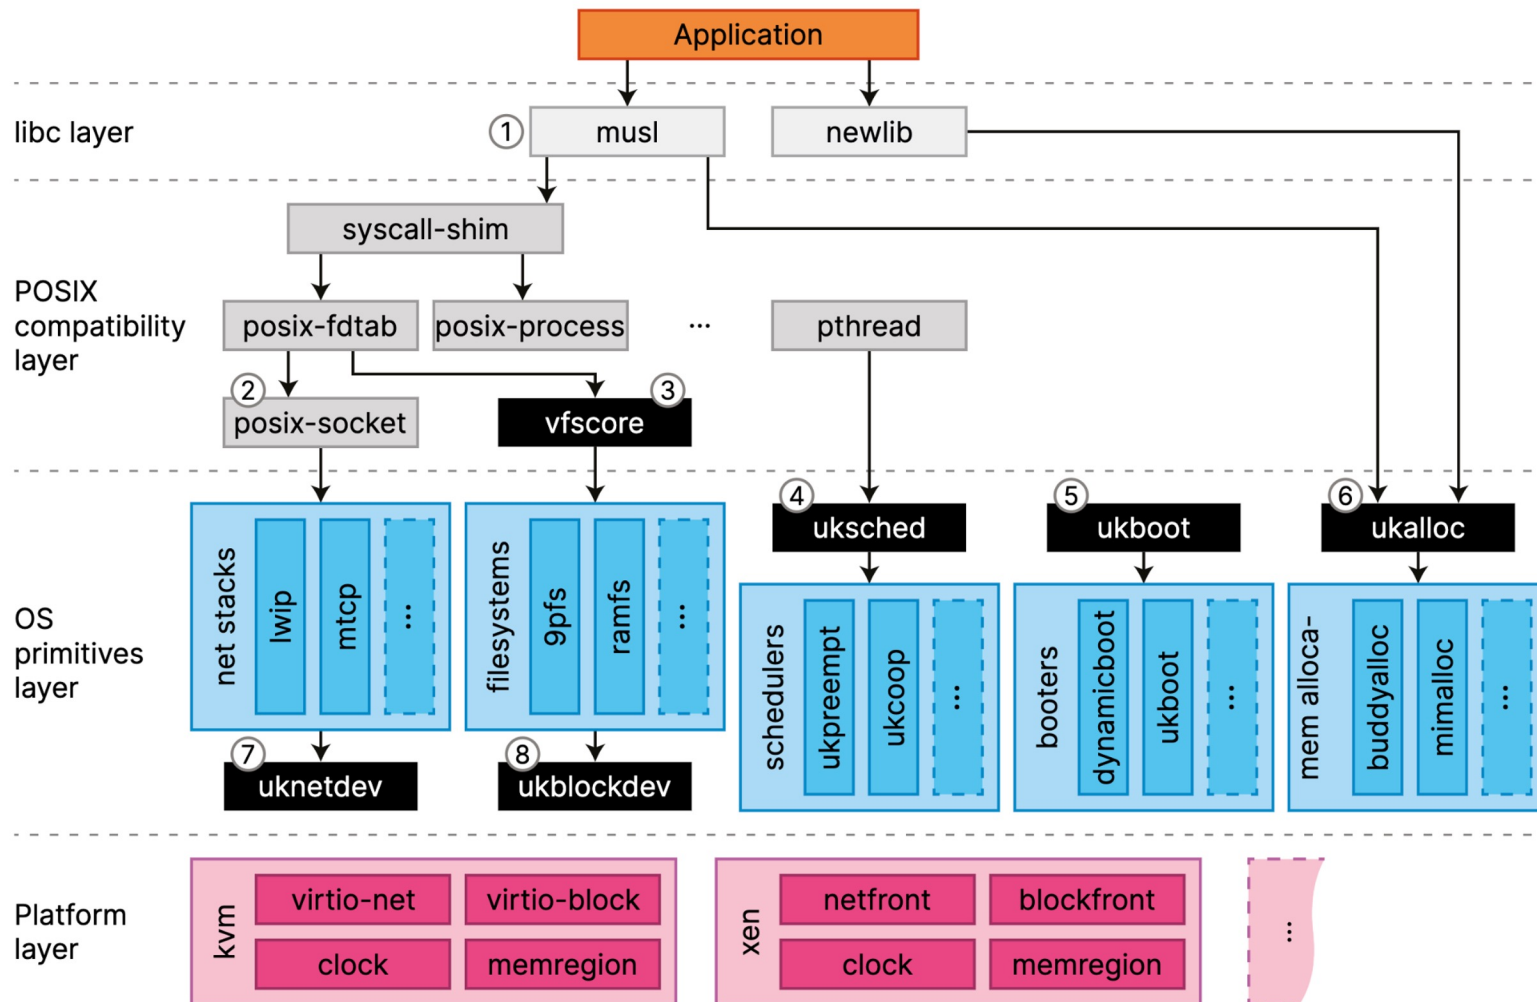 Application
libc layer
1
musl
newlib
syscall-shim
POSIX
compatibility
layer
posix-fdtab
posix-process
...
pthread
2
posix-socket
3
vfscore
4
uksched
5
ukboot
6
ukalloc
OS
primitives
layer
net stacks
lwip
mtcp
...
filesystems
9pfs
ramfs
...
schedulers
ukpreempt
ukcoop
...
booters
dynamicboot
ukboot
...
mem alloca-
buddyalloc
mimalloc
...
7
uknetdev
8
ukblockdev
Platform
layer
kvm
virtio-net
virtio-block
clock
memregion
xen
netfront
blockfront
clock
memregion
...